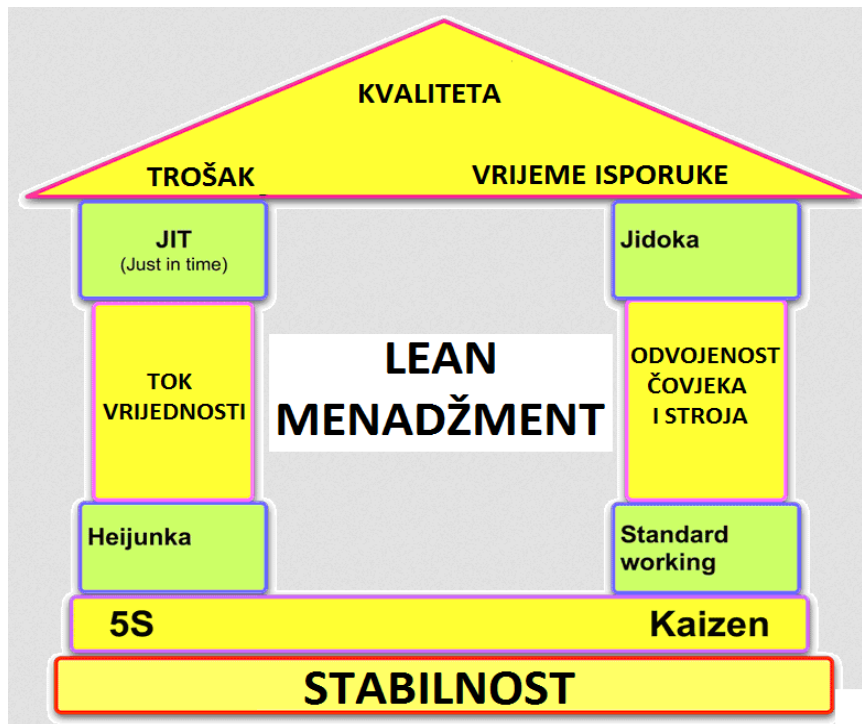 KVALITETA
TROŠAK
VRIJEME ISPORUKE
JIT
(Just in time)
Jidoka
TOK
VRIJEDNOSTI
LEAN
MENADŽMENT
ODVOJENOST
ČOVJEKA
I STROJA
Heijunka
Standard
working
5S
Kaizen
STABILNOST